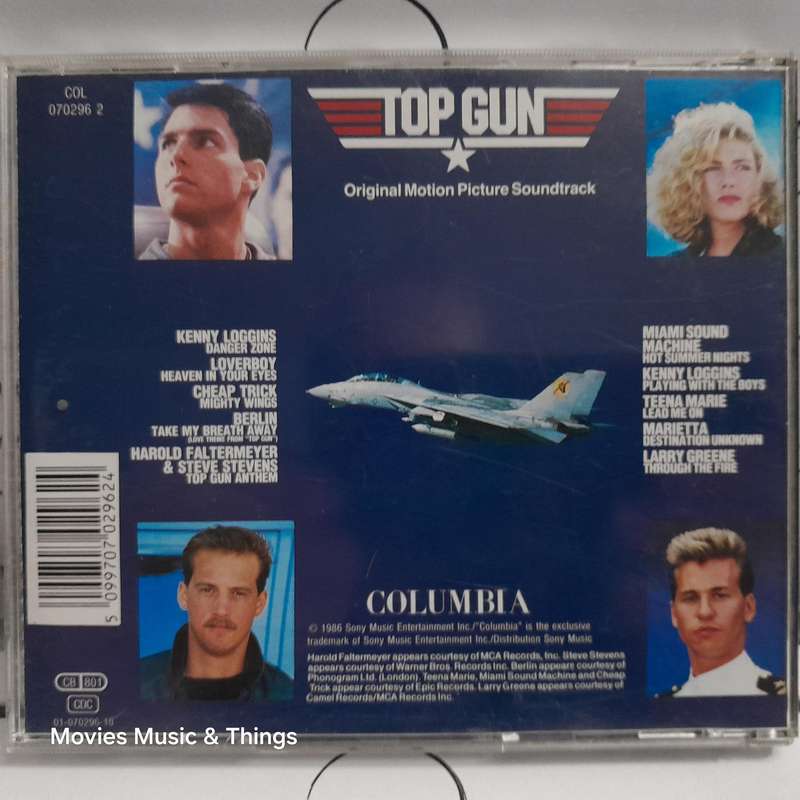 COL
070296 2
TOP GUN
Original Motion Picture Soundtrack
KENNY LOGGINS
DANGER ZONE
LOVERBOY
HEAVEN IN YOUR EYES
CHEAP TRICK
MIGHTY WINGS
BERLIN
TAKE MY BREATH AWAY
(LOVE THEME FROM "TOP GUN")
HAROLD FALTERMEYER
& STEVE STEVENS
TOP GUN ANTHEM
MIAMI SOUND
MACHINE
HOT SUMMER NIGHTS
KENNY LOGGINS
PLAYING WITH THE BOYS
TEENA MARIE
LEAD ME ON
MARIETTA
DESTINATION UNKNOWN
LARRY GREENE
THROUGH THE FIRE
5 099707 029624
COLUMBIA
© 1986 Sony Music Entertainment Inc./"Columbia" is the exclusive
trademark of Sony Music Entertainment Inc./Distribution Sony Music
Harold Faltermeyer appears courtesy of MCA Records, Inc. Steve Stevens
appears courtesy of Warner Bros. Records Inc. Berlin appears courtesy of
Phonogram Ltd. (London). Teena Marie, Miami Sound Machine and Cheap
Trick appear courtesy of Epic Records. Larry Greene appears courtesy of
Camel Records/MCA Records Inc.
CB 801
CDC
01-070296-10
Movies Music & Things